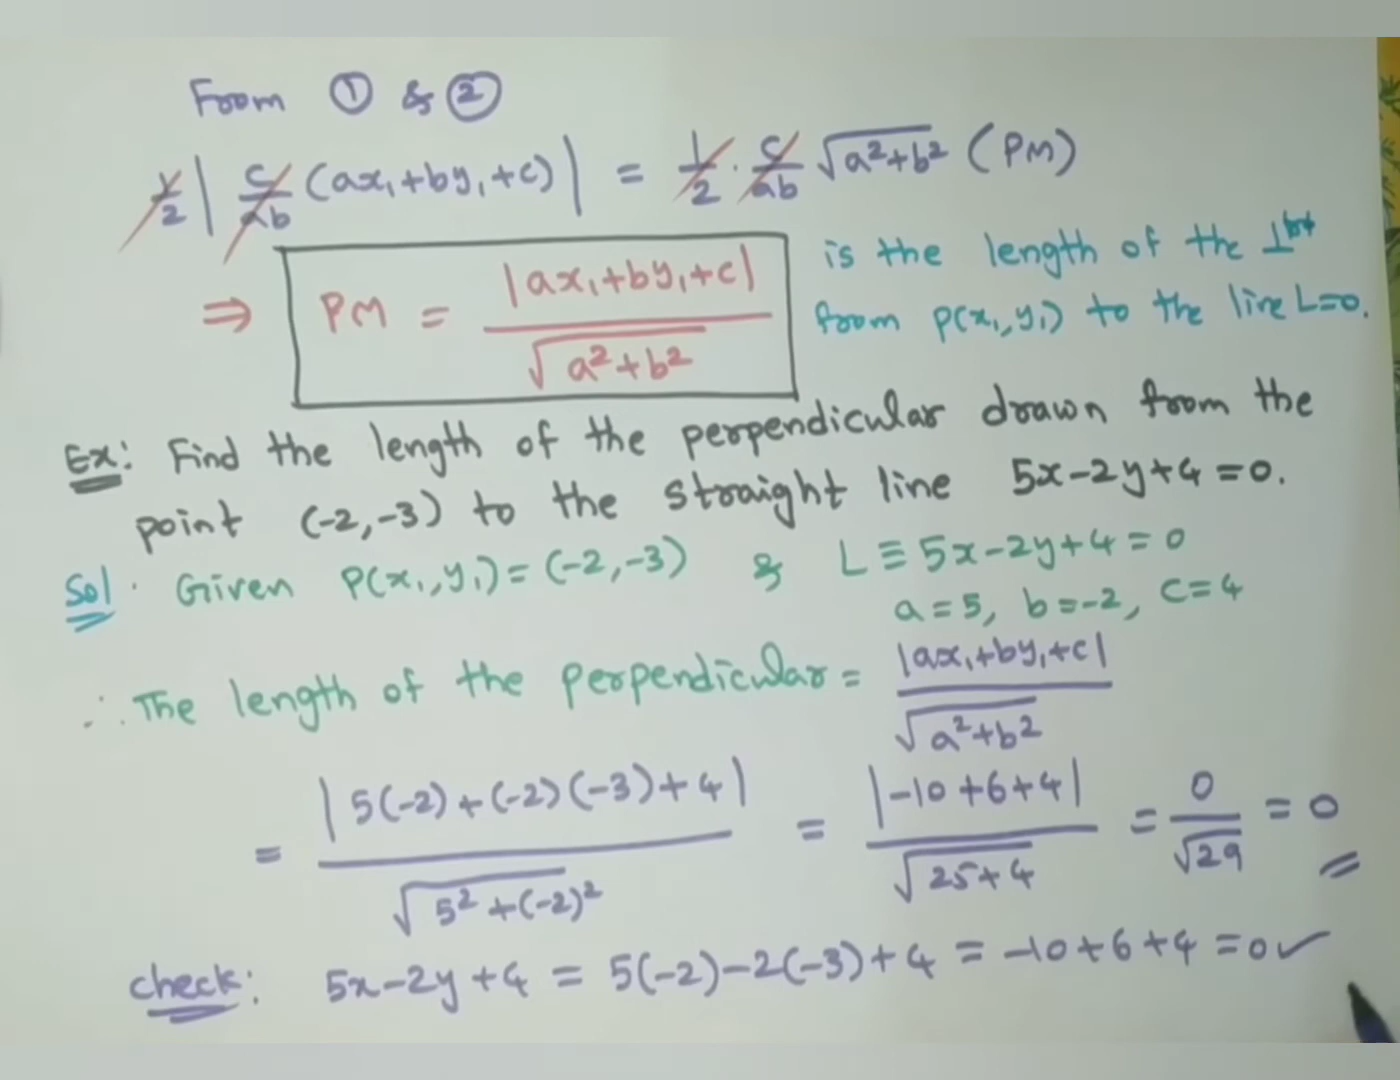 From ① & ②
1/2 | c/ab (ax₁+by₁+c) | = 1/2 · c/ab √a²+b² (PM)
⇒ PM = |ax₁+by₁+c| / √a²+b²
is the length of the ⊥
from P(x₁,y₁) to the line L=0.
Ex: Find the length of the perpendicular drawn from the
point (-2,-3) to the straight line 5x-2y+4=0.
Sol. Given P(x₁,y₁)=(-2,-3) & L≡5x-2y+4=0
a=5, b=-2, c=4
∴ The length of the perpendicular = |ax₁+by₁+c| / √a²+b²
= |5(-2)+(-2)(-3)+4| / √5²+(-2)² = |-10+6+4| / √25+4 = 0/√29 = 0
check: 5x-2y+4 = 5(-2)-2(-3)+4 = -10+6+4 = 0 ✓